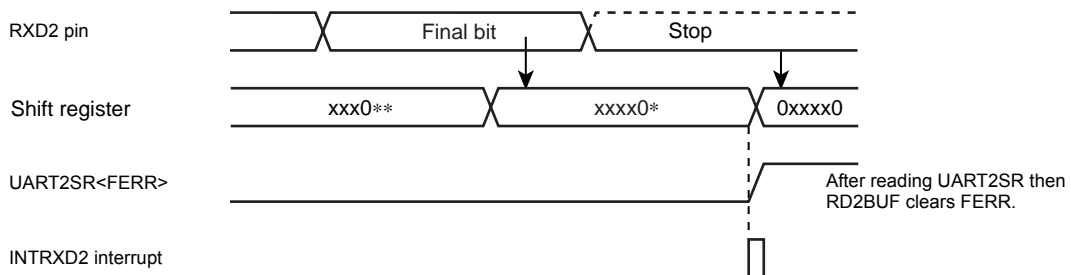 RXD2 pin
Final bit
Stop
Shift register
xxx0**
xxxx0*
0xxxx0
UART2SR<FERR>
After reading UART2SR then
RD2BUF clears FERR.
INTRXD2 interrupt